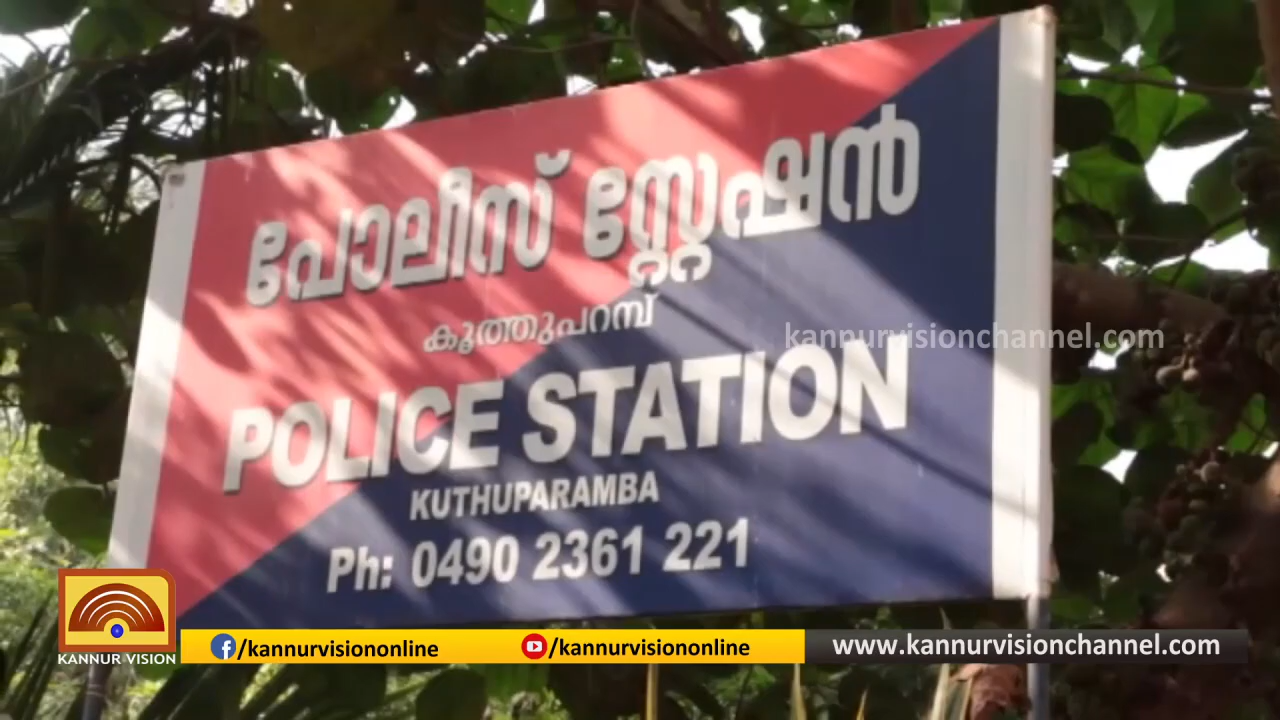 പോലീസ് സ്റ്റേഷൻ
കൂത്തുപറമ്പ്
kannurvisionchannel.com
POLICE STATION
KUTHUPARAMBA
Ph: 0490 2361 221
KANNUR VISION
/kannurvisiononline
/kannurvisiononline
www.kannurvisionchannel.com